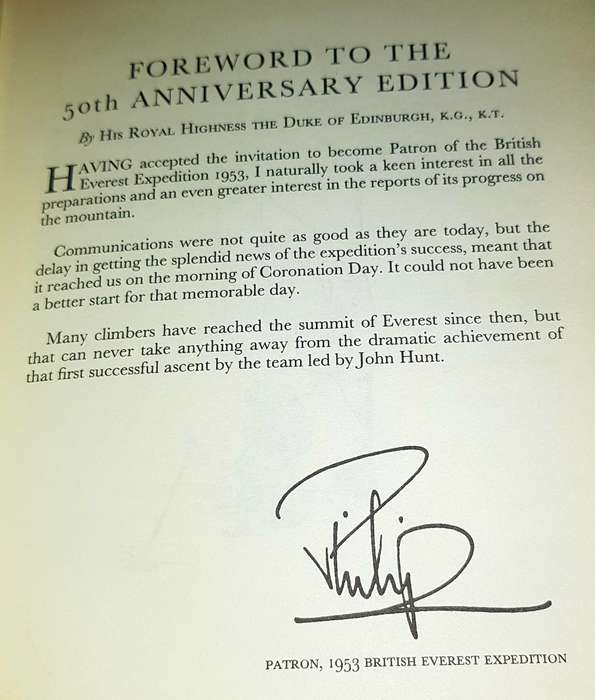 FOREWORD TO THE
50th ANNIVERSARY EDITION
By His Royal Highness the Duke of Edinburgh, K.G., K.T.
HAVING accepted the invitation to become Patron of the British
Everest Expedition 1953, I naturally took a keen interest in all the
preparations and an even greater interest in the reports of its progress on
the mountain.
Communications were not quite as good as they are today, but the
delay in getting the splendid news of the expedition's success, meant that
it reached us on the morning of Coronation Day. It could not have been
a better start for that memorable day.
Many climbers have reached the summit of Everest since then, but
that can never take anything away from the dramatic achievement of
that first successful ascent by the team led by John Hunt.
Philip
PATRON, 1953 BRITISH EVEREST EXPEDITION